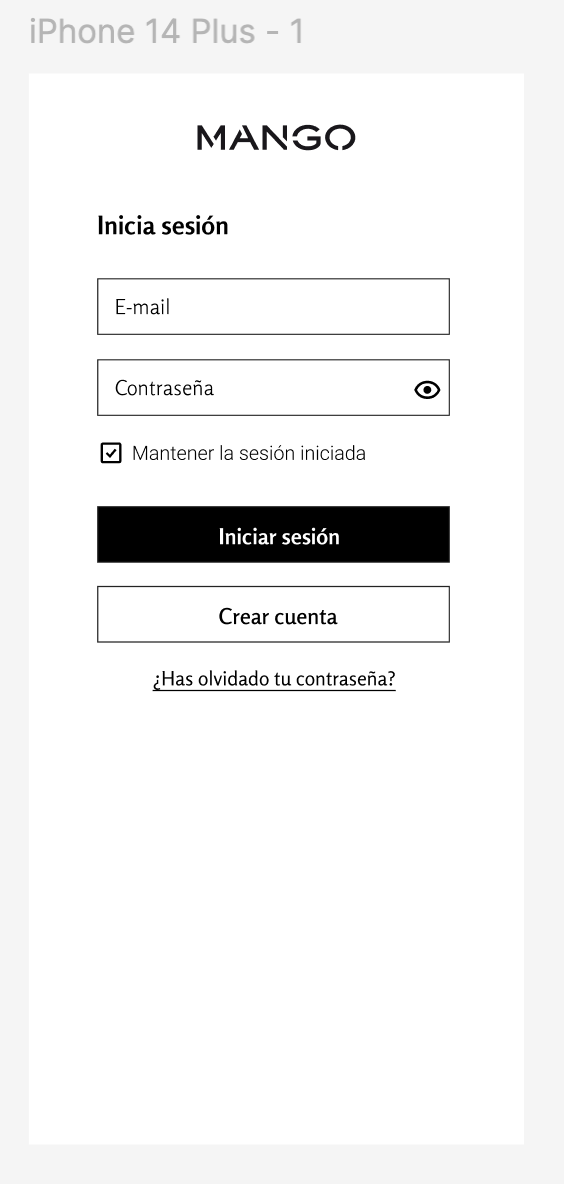 iPhone 14 Plus - 1
MANGO
Inicia sesión
E-mail
Contraseña
Mantener la sesión iniciada
Iniciar sesión
Crear cuenta
¿Has olvidado tu contraseña?